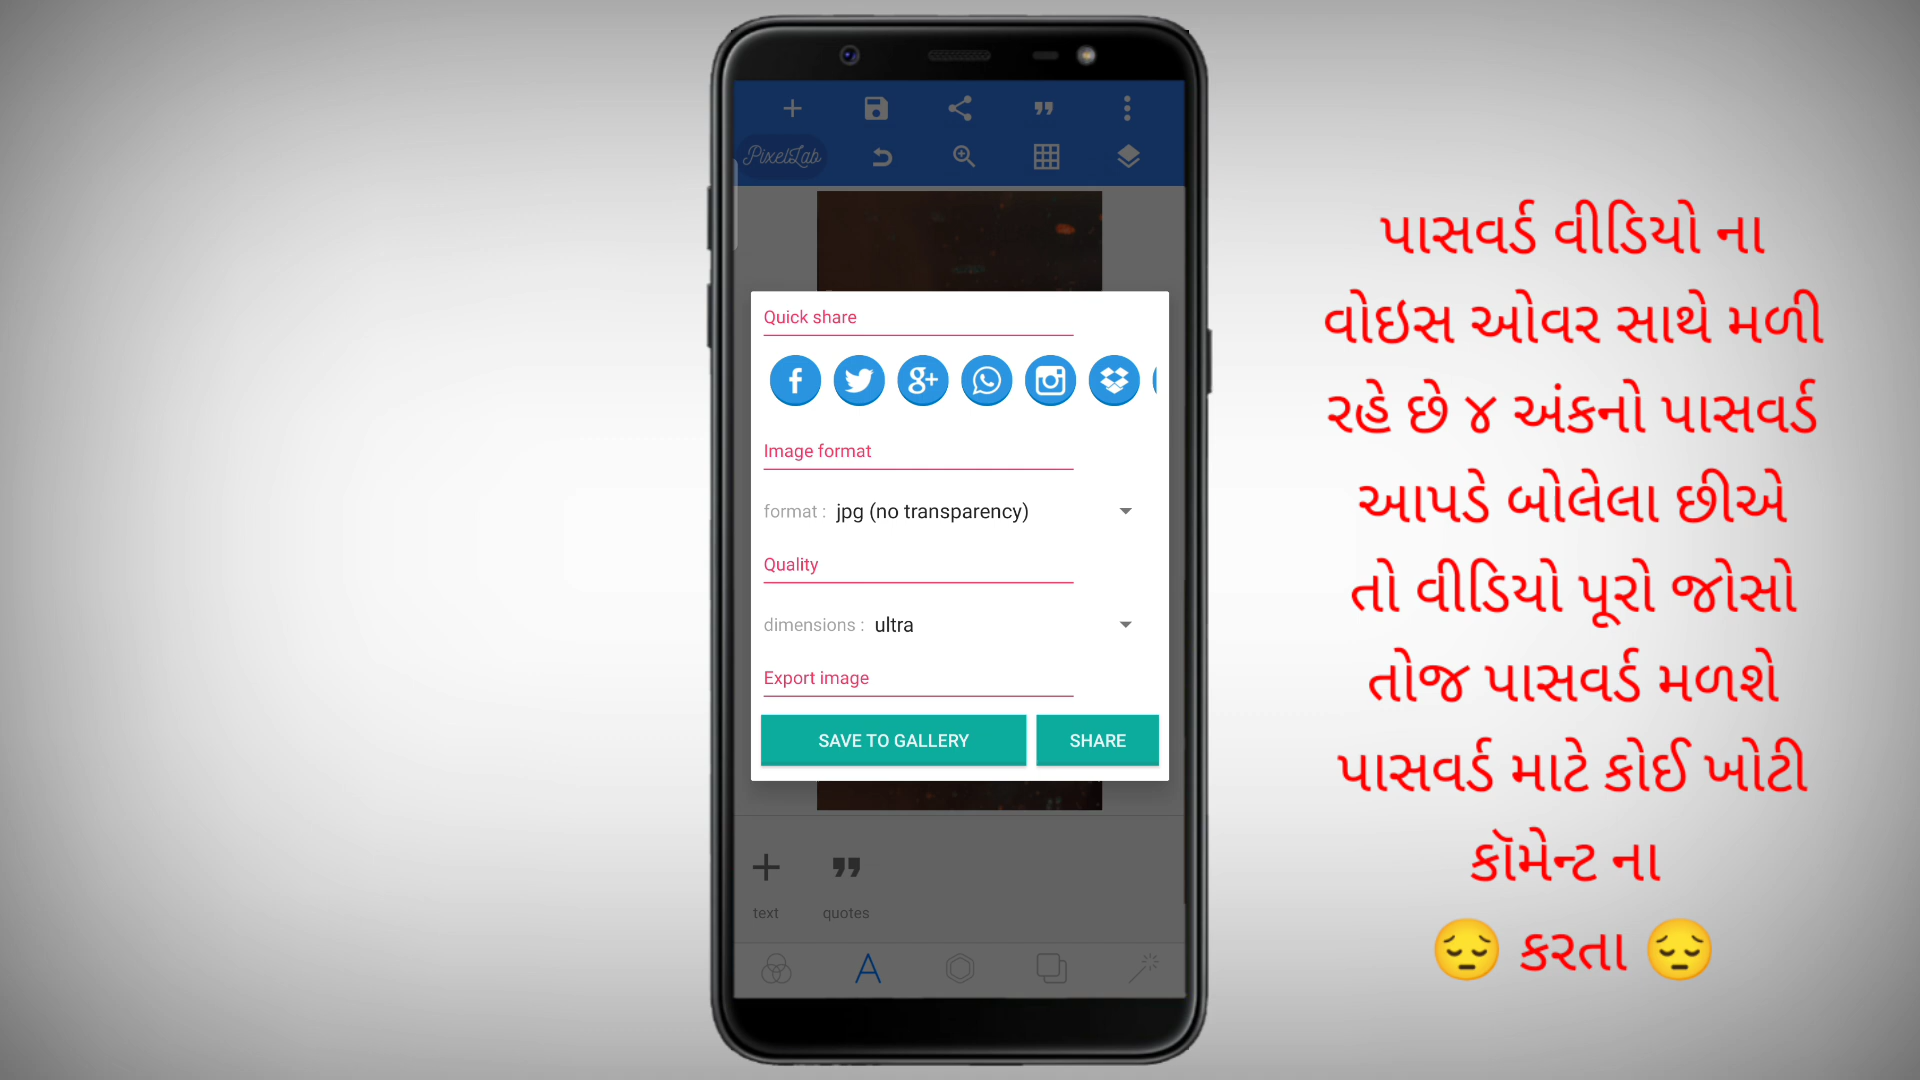 PixelLab
Quick share
Image format
format : jpg (no transparency)
Quality
dimensions : ultra
Export image
SAVE TO GALLERY SHARE
text quotes
પાસવર્ડ વીડિયો ના
વોઇસ ઓવર સાથે મળી
રહે છે ૪ અંકનો પાસવર્ડ
આપડે બોલેલા છીએ
તો વીડિયો પૂરો જોસો
તોજ પાસવર્ડ મળશે
પાસવર્ડ માટે કોઈ ખોટી
કૉમેન્ટ ના
😔 કરતા 😔